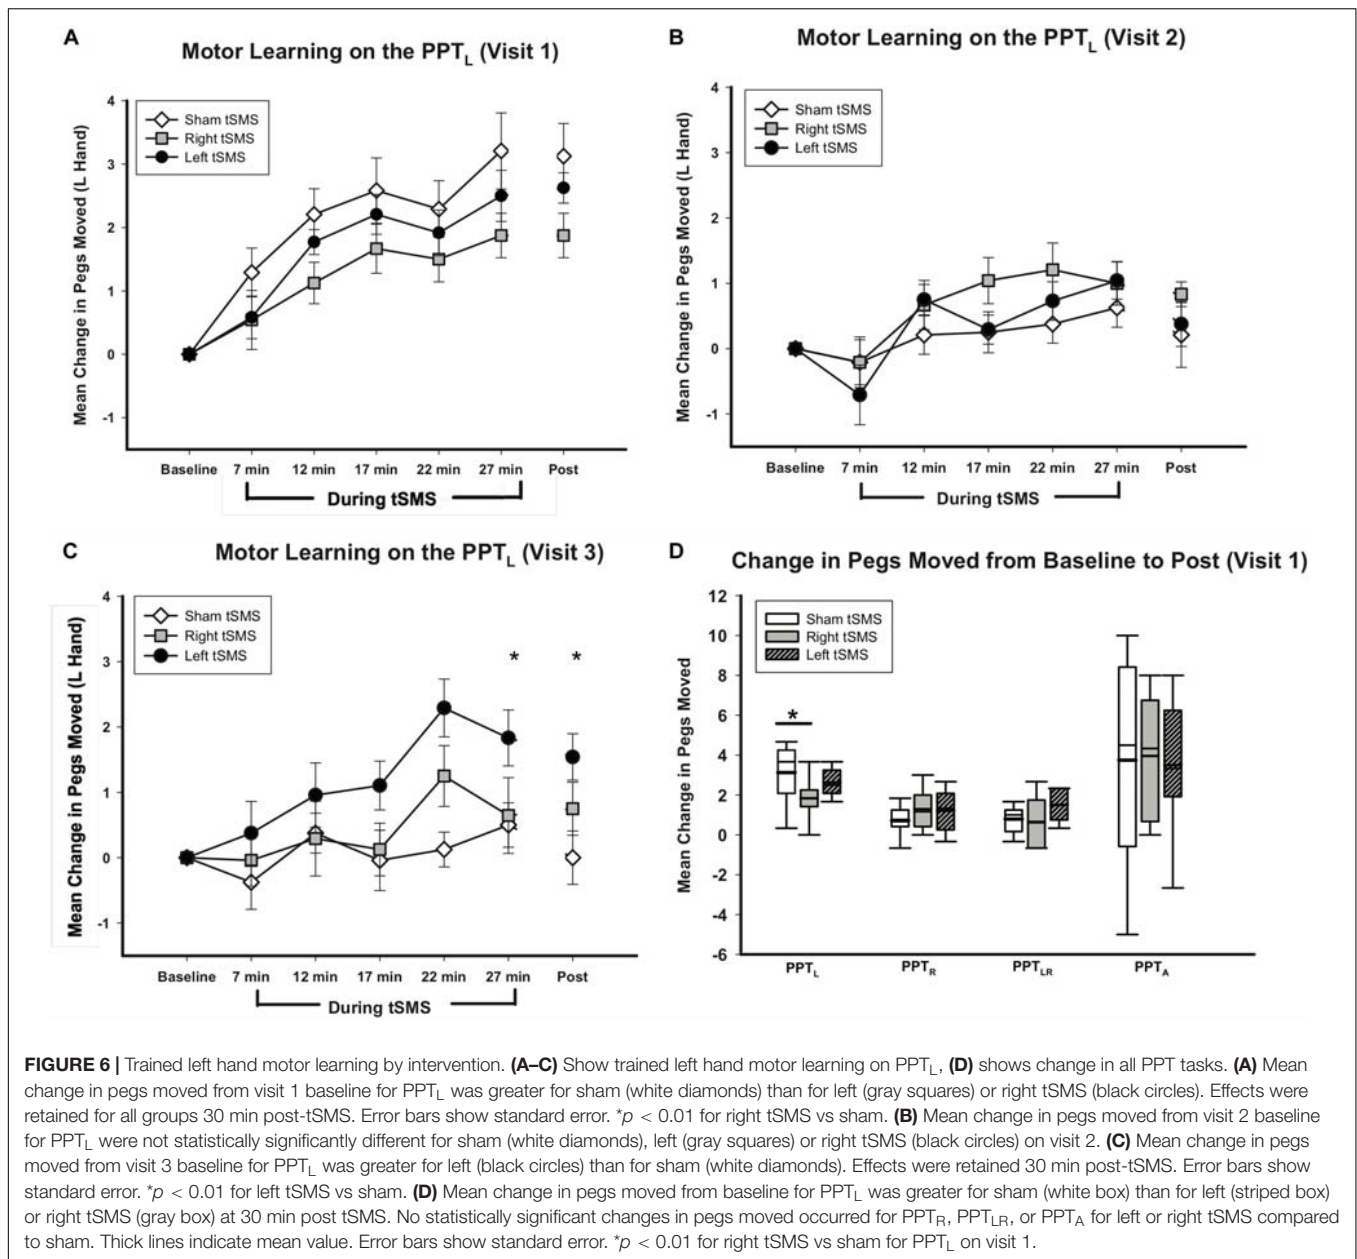 A
Motor Learning on the PPT_L (Visit 1)
Mean Change in Pegs Moved (L Hand)
4
3
2
1
0
-1
Sham tSMS
Right tSMS
Left tSMS
Baseline 7 min 12 min 17 min 22 min 27 min Post
During tSMS
B
Motor Learning on the PPT_L (Visit 2)
Mean Change in Pegs Moved (L Hand)
4
3
2
1
0
-1
Sham tSMS
Right tSMS
Left tSMS
Baseline 7 min 12 min 17 min 22 min 27 min Post
During tSMS
C
Motor Learning on the PPT_L (Visit 3)
Mean Change in Pegs Moved (L Hand)
4
3
2
1
0
-1
Sham tSMS
Right tSMS
Left tSMS
* *
Baseline 7 min 12 min 17 min 22 min 27 min Post
During tSMS
D
Change in Pegs Moved from Baseline to Post (Visit 1)
Mean Change in Pegs Moved
12
10
8
6
4
2
0
-2
-4
-6
Sham tSMS
Right tSMS
Left tSMS
*
PPT_L PPT_R PPT_LR PPT_A
FIGURE 6 | Trained left hand motor learning by intervention. (A–C) Show trained left hand motor learning on PPT_L, (D) shows change in all PPT tasks. (A) Mean
change in pegs moved from visit 1 baseline for PPT_L was greater for sham (white diamonds) than for left (gray squares) or right tSMS (black circles). Effects were
retained for all groups 30 min post-tSMS. Error bars show standard error. *p < 0.01 for right tSMS vs sham. (B) Mean change in pegs moved from visit 2 baseline
for PPT_L were not statistically significantly different for sham (white diamonds), left (gray squares) or right tSMS (black circles) on visit 2. (C) Mean change in pegs
moved from visit 3 baseline for PPT_L was greater for left (black circles) than for sham (white diamonds). Effects were retained 30 min post-tSMS. Error bars show
standard error. *p < 0.01 for left tSMS vs sham. (D) Mean change in pegs moved from baseline for PPT_L was greater for sham (white box) than for left (striped box)
or right tSMS (gray box) at 30 min post tSMS. No statistically significant changes in pegs moved occurred for PPT_R, PPT_LR, or PPT_A for left or right tSMS compared
to sham. Thick lines indicate mean value. Error bars show standard error. *p < 0.01 for right tSMS vs sham for PPT_L on visit 1.